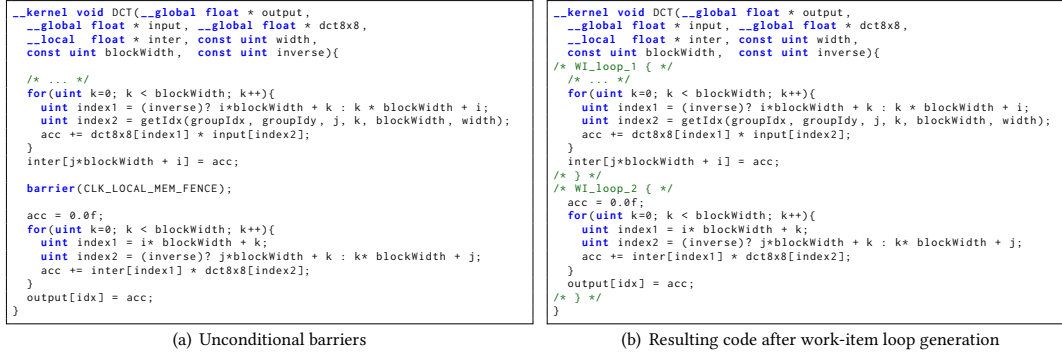 __kernel void DCT(__global float * output,
  __global float * input, __global float * dct8x8,
  __local  float * inter, const uint width,
  const uint blockWidth,  const uint inverse){

  /* ... */
  for(uint k=0; k < blockWidth; k++){
    uint index1 = (inverse)? i*blockWidth + k : k * blockWidth + i;
    uint index2 = getIdx(groupIdx, groupIdy, j, k, blockWidth, width);
    acc += dct8x8[index1] * input[index2];
  }
  inter[j*blockWidth + i] = acc;

  barrier(CLK_LOCAL_MEM_FENCE);

  acc = 0.0f;
  for(uint k=0; k < blockWidth; k++){
    uint index1 = i* blockWidth + k;
    uint index2 = (inverse)? j*blockWidth + k : k* blockWidth + j;
    acc += inter[index1] * dct8x8[index2];
  }
  output[idx] = acc;
}
(a) Unconditional barriers
__kernel void DCT(__global float * output,
  __global float * input, __global float * dct8x8,
  __local  float * inter, const uint width,
  const uint blockWidth,  const uint inverse){
/* WI_loop_1 { */
  /* ... */
  for(uint k=0; k < blockWidth; k++){
    uint index1 = (inverse)? i*blockWidth + k : k * blockWidth + i;
    uint index2 = getIdx(groupIdx, groupIdy, j, k, blockWidth, width);
    acc += dct8x8[index1] * input[index2];
  }
  inter[j*blockWidth + i] = acc;
/* } */
/* WI_loop_2 { */
  acc = 0.0f;
  for(uint k=0; k < blockWidth; k++){
    uint index1 = i* blockWidth + k;
    uint index2 = (inverse)? j*blockWidth + k : k* blockWidth + j;
    acc += inter[index1] * dct8x8[index2];
  }
  output[idx] = acc;
/* } */
}
(b) Resulting code after work-item loop generation